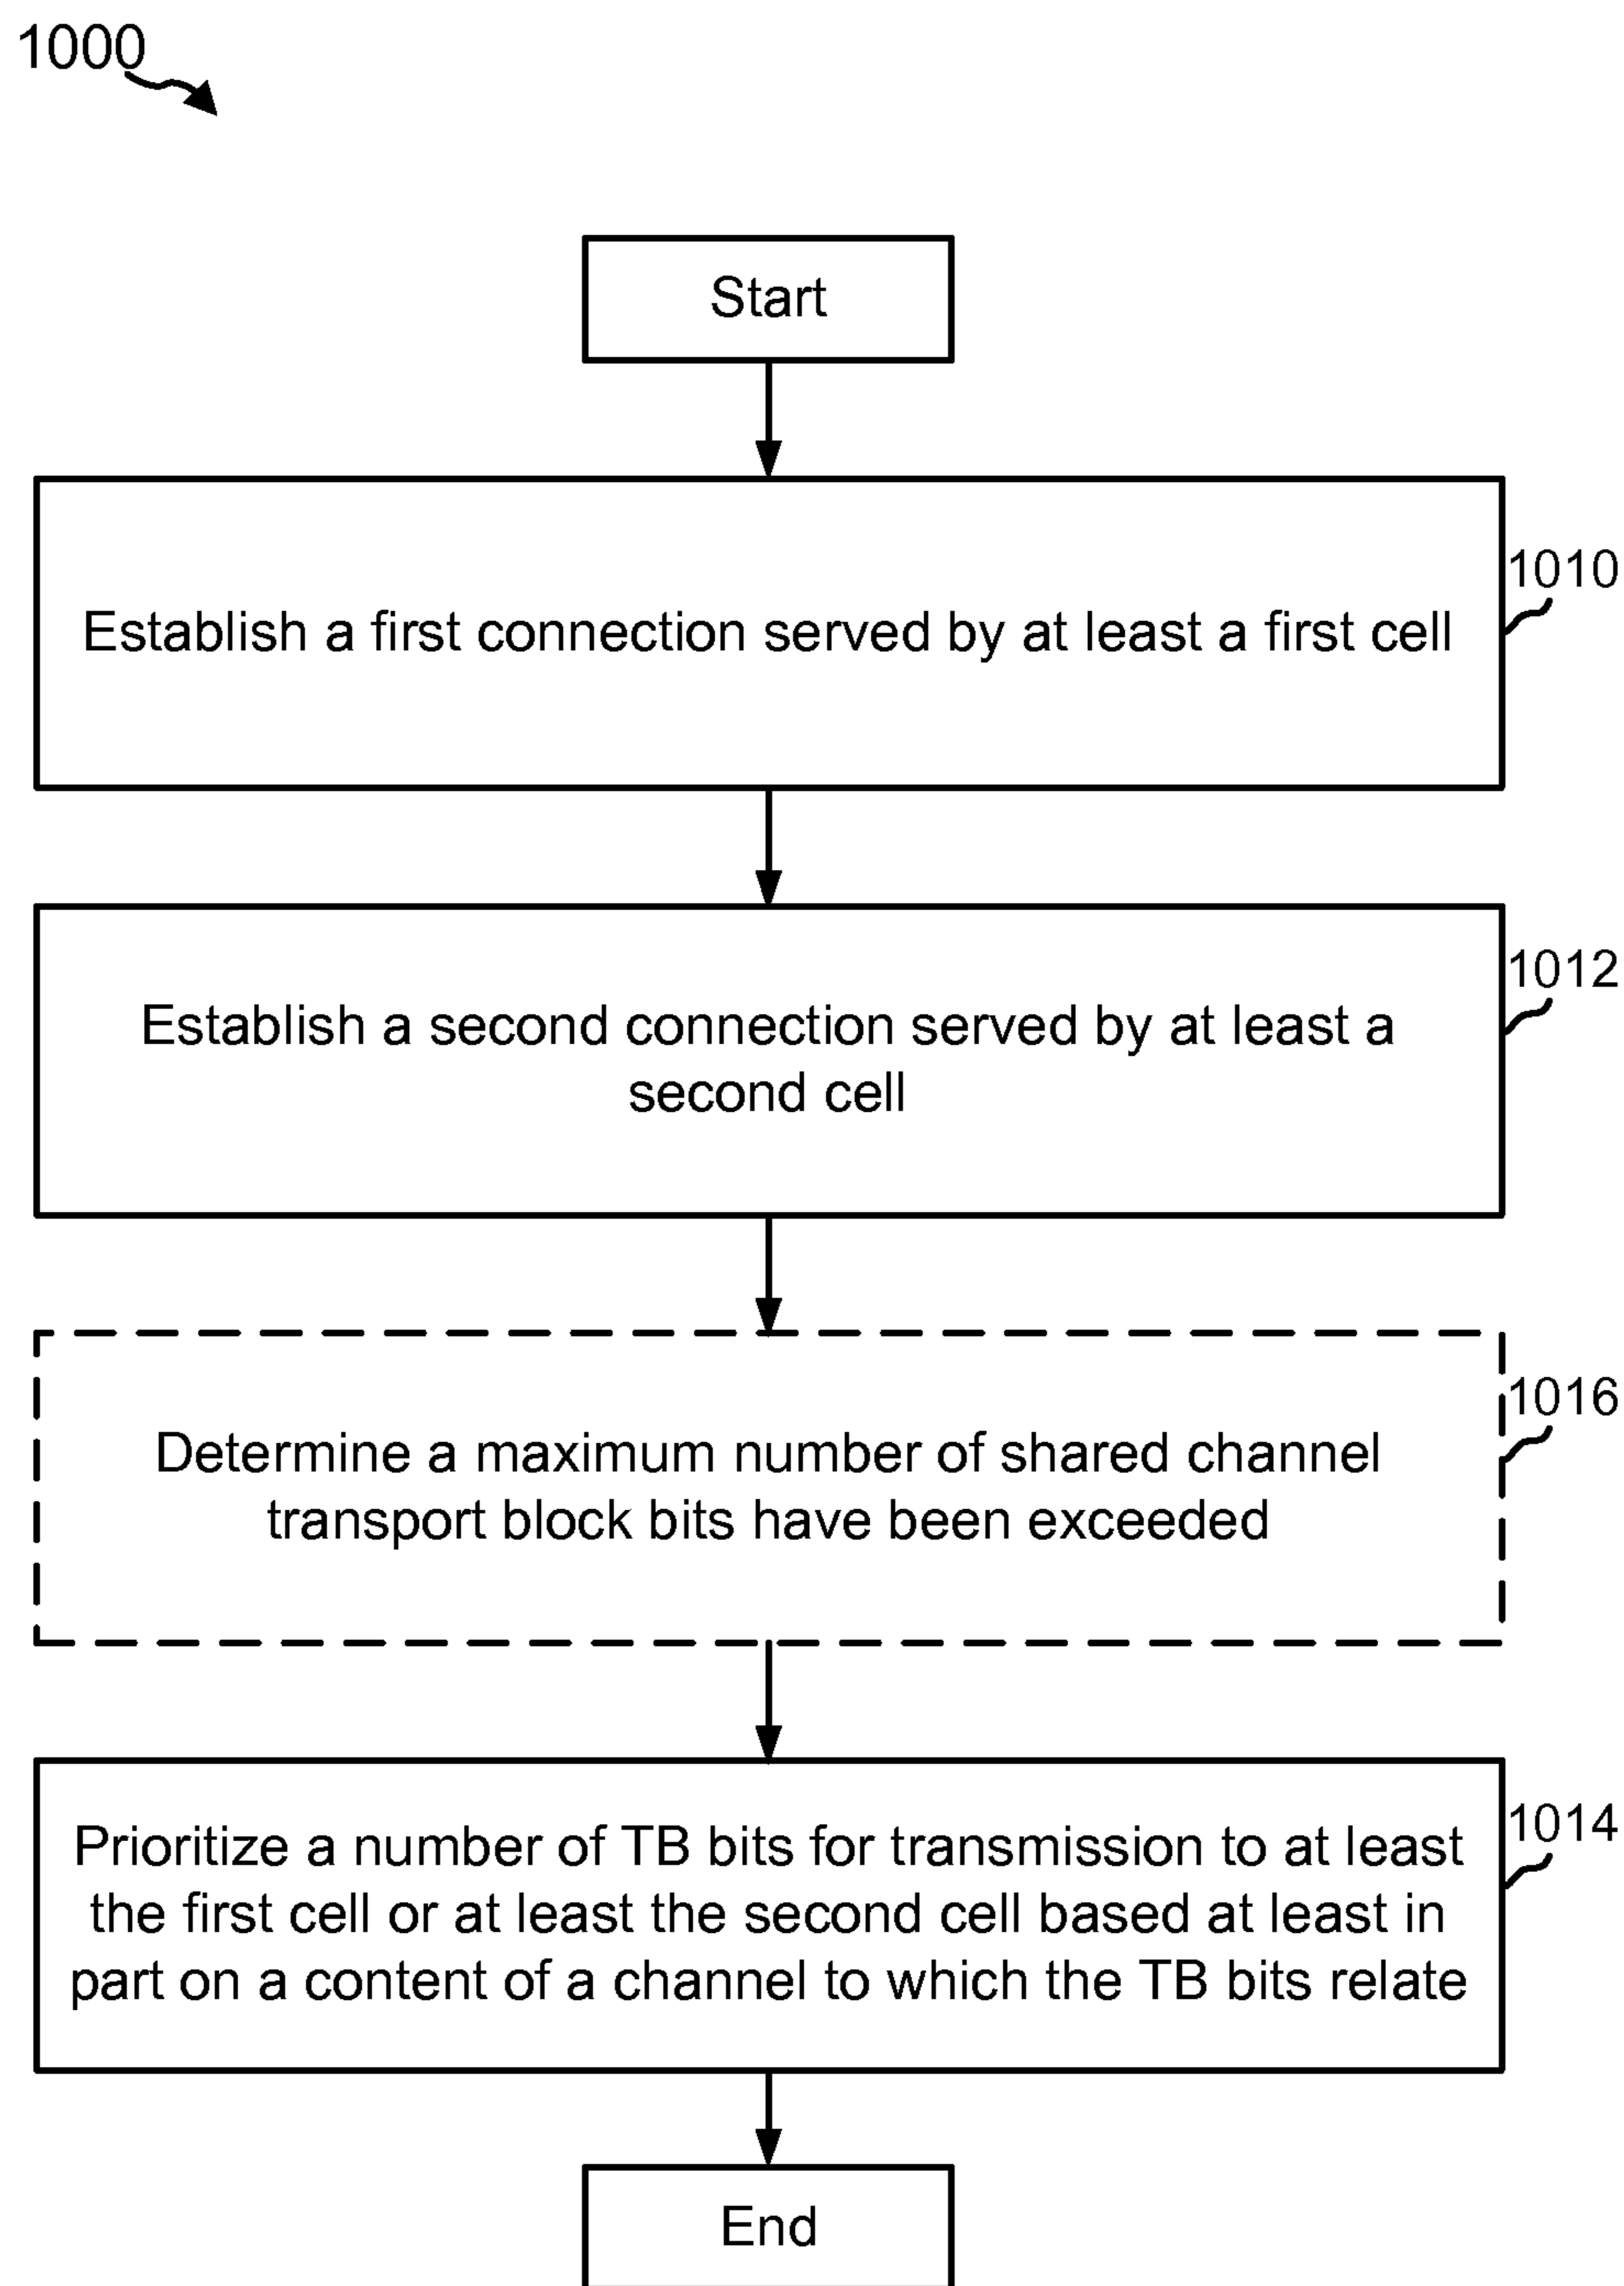 1000
Start
Establish a first connection served by at least a first cell
1010
Establish a second connection served by at least a
second cell
1012
Determine a maximum number of shared channel
transport block bits have been exceeded
1016
Prioritize a number of TB bits for transmission to at least
the first cell or at least the second cell based at least in
part on a content of a channel to which the TB bits relate
1014
End